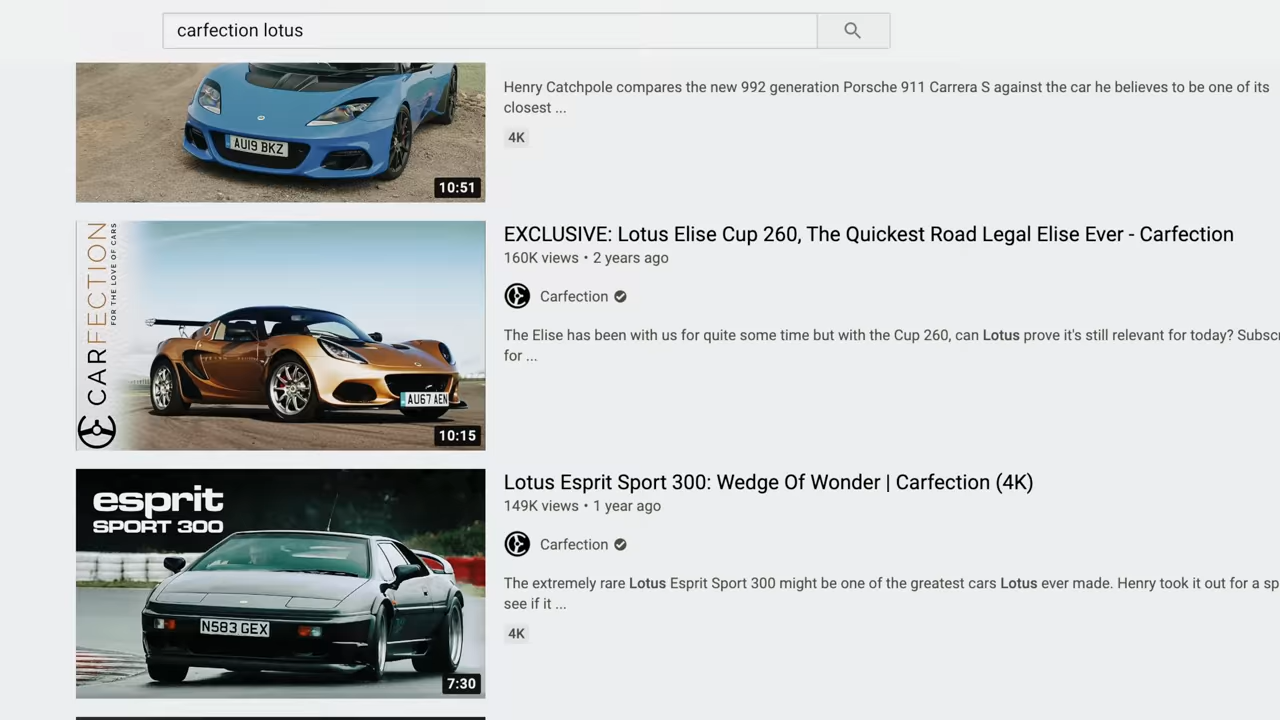 carfection lotus
AU19 BKZ
10:51
Henry Catchpole compares the new 992 generation Porsche 911 Carrera S against the car he believes to be one of its
closest ...
4K
CARFECTION
FOR THE LOVE OF CARS
AU67 AEN
10:15
EXCLUSIVE: Lotus Elise Cup 260, The Quickest Road Legal Elise Ever - Carfection
160K views • 2 years ago
Carfection
The Elise has been with us for quite some time but with the Cup 260, can Lotus prove it's still relevant for today? Subsc
for ...
esprit
SPORT 300
N583 GEX
7:30
Lotus Esprit Sport 300: Wedge Of Wonder | Carfection (4K)
149K views • 1 year ago
Carfection
The extremely rare Lotus Esprit Sport 300 might be one of the greatest cars Lotus ever made. Henry took it out for a sp
see if it ...
4K